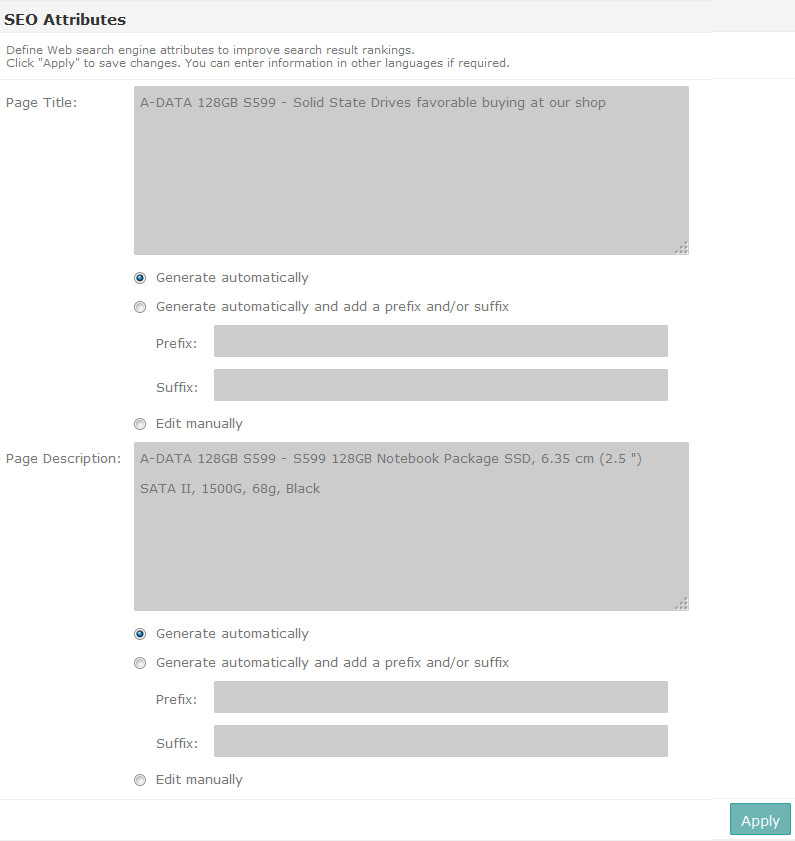 SEO Attributes
Define Web search engine attributes to improve search result rankings.
Click "Apply" to save changes. You can enter information in other languages if required.
Page Title:
A-DATA 128GB S599 - Solid State Drives favorable buying at our shop
Generate automatically
Generate automatically and add a prefix and/or suffix
Prefix:
Suffix:
Edit manually
Page Description:
A-DATA 128GB S599 - S599 128GB Notebook Package SSD, 6.35 cm (2.5 ")
SATA II, 1500G, 68g, Black
Generate automatically
Generate automatically and add a prefix and/or suffix
Prefix:
Suffix:
Edit manually
Apply